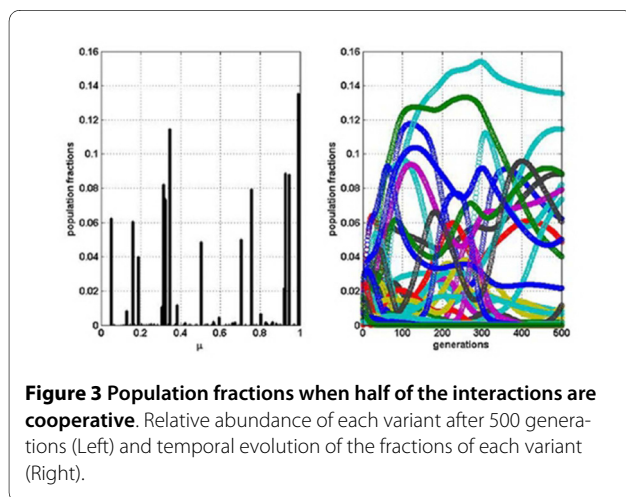 0.16
0.14
0.12
0.1
0.08
0.06
0.04
0.02
0
population fractions
0 0.2 0.4 0.6 0.8 1
μ
0.16
0.14
0.12
0.1
0.08
0.06
0.04
0.02
0
population fractions
0 100 200 300 400 500
generations
Figure 3 Population fractions when half of the interactions are
cooperative. Relative abundance of each variant after 500 genera-
tions (Left) and temporal evolution of the fractions of each variant
(Right).